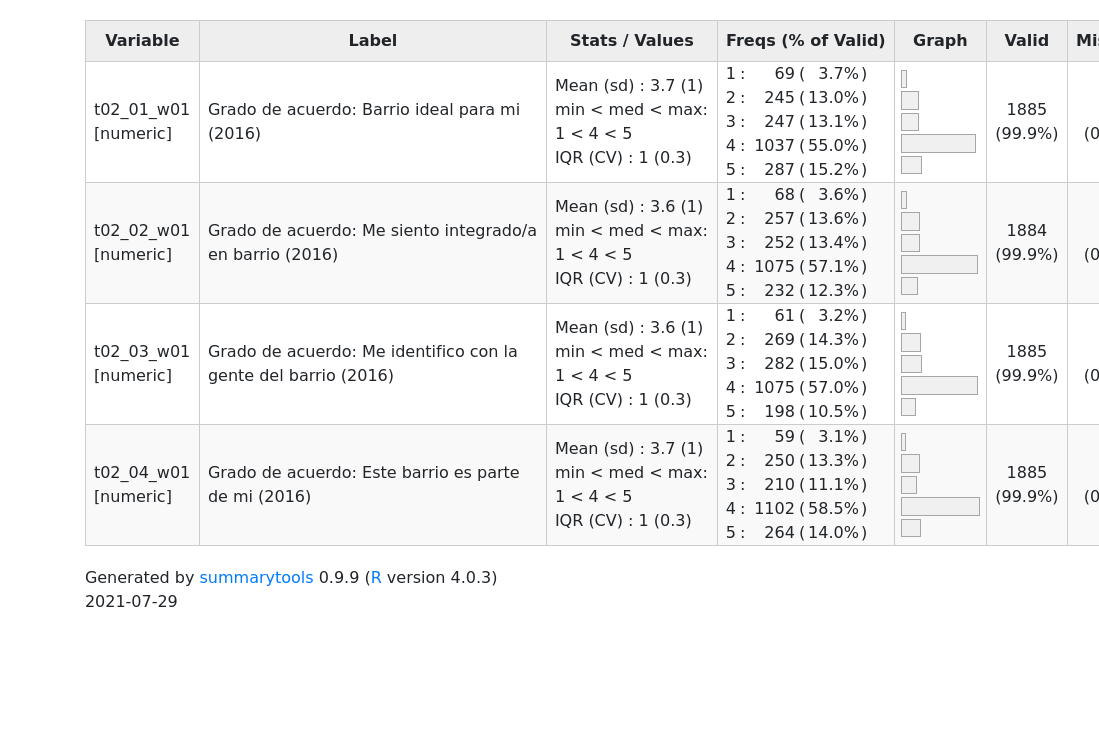 Variable Label Stats / Values Freqs (% of Valid) Graph Valid
t02_01_w01
[numeric]
Grado de acuerdo: Barrio ideal para mi
(2016)
Mean (sd) : 3.7 (1)
min < med < max:
1 < 4 < 5
IQR (CV) : 1 (0.3)
1 : 69 ( 3.7% )
2 : 245 ( 13.0% )
3 : 247 ( 13.1% )
4 : 1037 ( 55.0% )
5 : 287 ( 15.2% )
1885
(99.9%)
t02_02_w01
[numeric]
Grado de acuerdo: Me siento integrado/a
en barrio (2016)
Mean (sd) : 3.6 (1)
min < med < max:
1 < 4 < 5
IQR (CV) : 1 (0.3)
1 : 68 ( 3.6% )
2 : 257 ( 13.6% )
3 : 252 ( 13.4% )
4 : 1075 ( 57.1% )
5 : 232 ( 12.3% )
1884
(99.9%)
t02_03_w01
[numeric]
Grado de acuerdo: Me identifico con la
gente del barrio (2016)
Mean (sd) : 3.6 (1)
min < med < max:
1 < 4 < 5
IQR (CV) : 1 (0.3)
1 : 61 ( 3.2% )
2 : 269 ( 14.3% )
3 : 282 ( 15.0% )
4 : 1075 ( 57.0% )
5 : 198 ( 10.5% )
1885
(99.9%)
t02_04_w01
[numeric]
Grado de acuerdo: Este barrio es parte
de mi (2016)
Mean (sd) : 3.7 (1)
min < med < max:
1 < 4 < 5
IQR (CV) : 1 (0.3)
1 : 59 ( 3.1% )
2 : 250 ( 13.3% )
3 : 210 ( 11.1% )
4 : 1102 ( 58.5% )
5 : 264 ( 14.0% )
1885
(99.9%)
Generated by summarytools 0.9.9 (R version 4.0.3)
2021-07-29